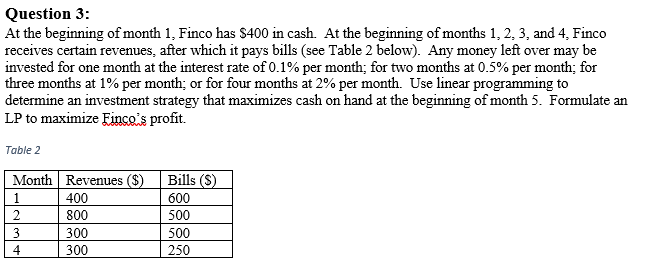 Question 3:
At the beginning of month 1, Finco has $400 in cash. At the beginning of months 1, 2, 3, and 4, Finco
receives certain revenues, after which it pays bills (see Table 2 below). Any money left over may be
invested for one month at the interest rate of 0.1% per month; for two months at 0.5% per month; for
three months at 1% per month; or for four months at 2% per month. Use linear programming to
determine an investment strategy that maximizes cash on hand at the beginning of month 5. Formulate an
LP to maximize Finco's profit.
Table 2
Month Revenues ($) Bills ($)
1 400 600
2 800 500
3 300 500
4 300 250